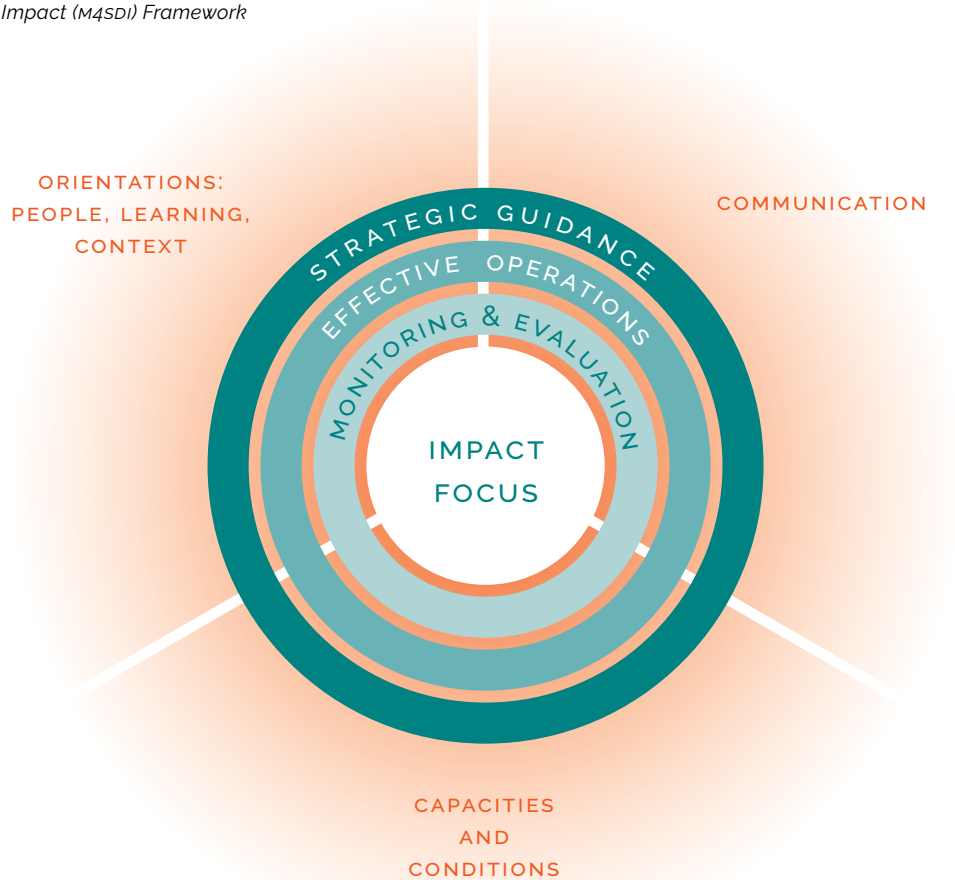 Impact (M4SDI) Framework
ORIENTATIONS:
PEOPLE, LEARNING,
CONTEXT
COMMUNICATION
STRATEGIC GUIDANCE
EFFECTIVE OPERATIONS
MONITORING & EVALUATION
IMPACT
FOCUS
CAPACITIES
AND
CONDITIONS